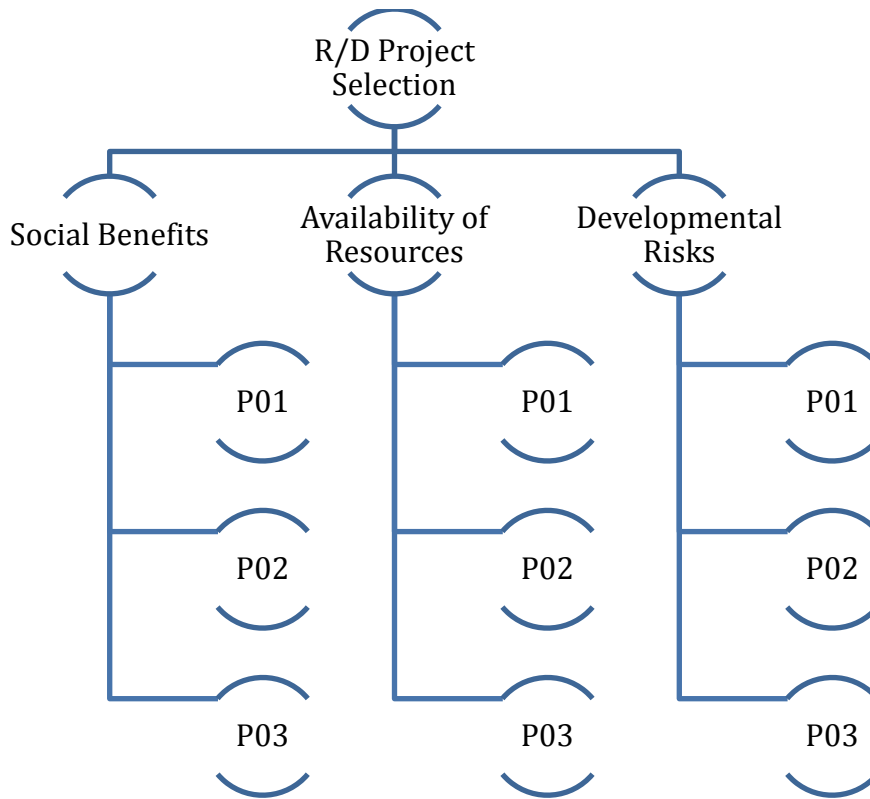 R/D Project
Selection
Social Benefits
Availability of
Resources
Developmental
Risks
P01
P01
P01
P02
P02
P02
P03
P03
P03